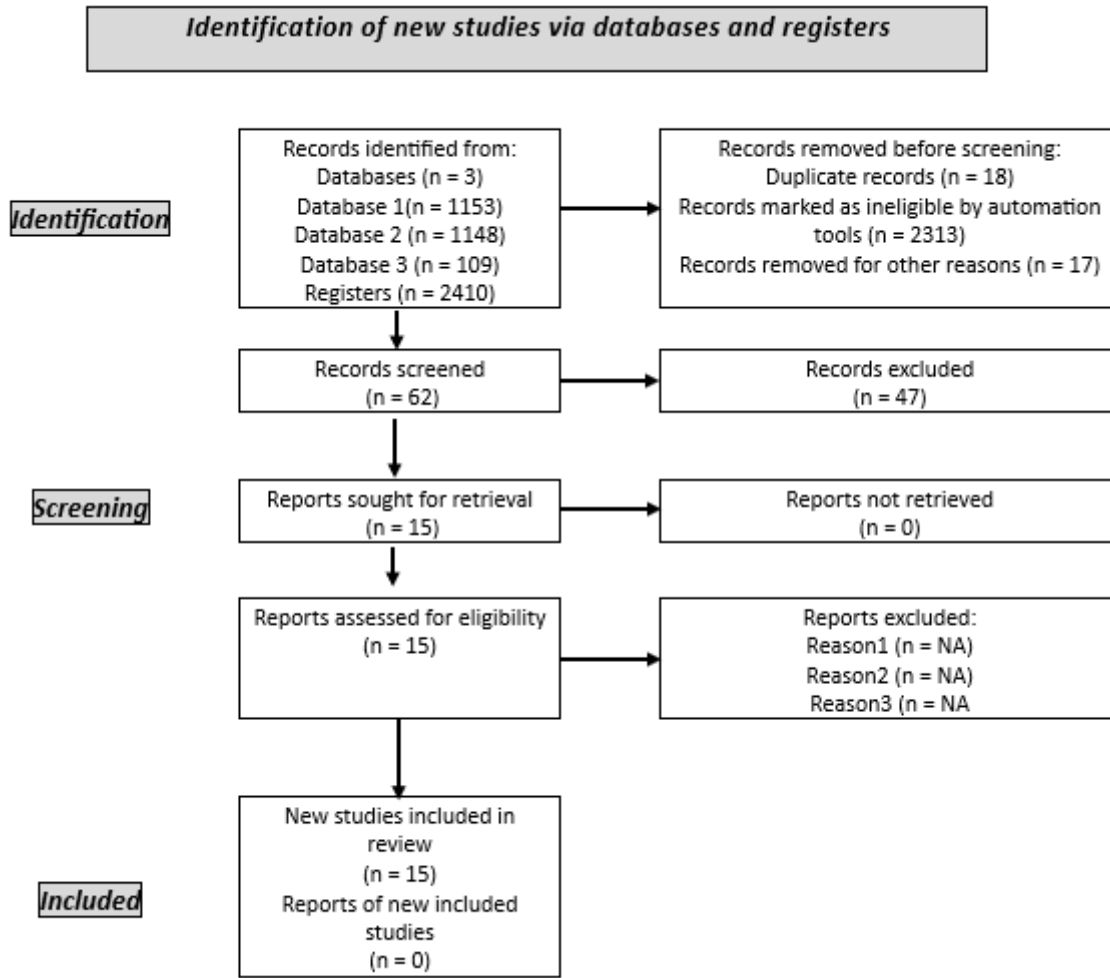 Identification of new studies via databases and registers
Identification
Records identified from:
Databases (n = 3)
Database 1(n = 1153)
Database 2 (n = 1148)
Database 3 (n = 109)
Registers (n = 2410)
Records removed before screening:
Duplicate records (n = 18)
Records marked as ineligible by automation
tools (n = 2313)
Records removed for other reasons (n = 17)
Records screened
(n = 62)
Records excluded
(n = 47)
Screening
Reports sought for retrieval
(n = 15)
Reports not retrieved
(n = 0)
Reports assessed for eligibility
(n = 15)
Reports excluded:
Reason1 (n = NA)
Reason2 (n = NA)
Reason3 (n = NA
Included
New studies included in
review
(n = 15)
Reports of new included
studies
(n = 0)